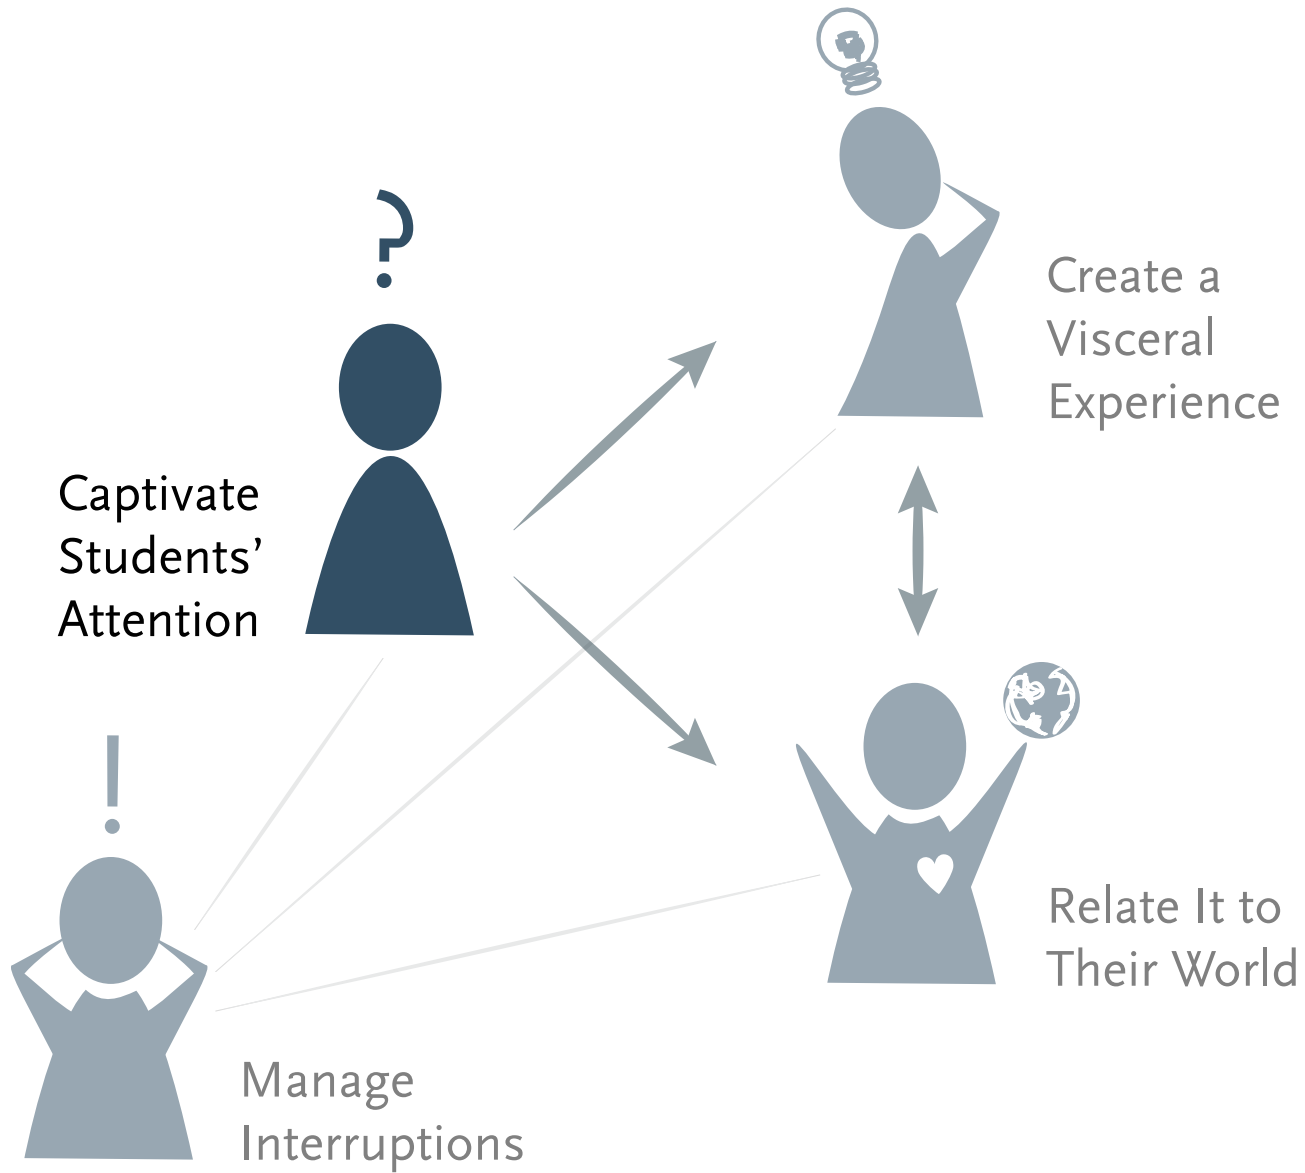 ?
Create a
Visceral
Experience
Captivate
Students’
Attention
!
Relate It to
Their World
Manage
Interruptions